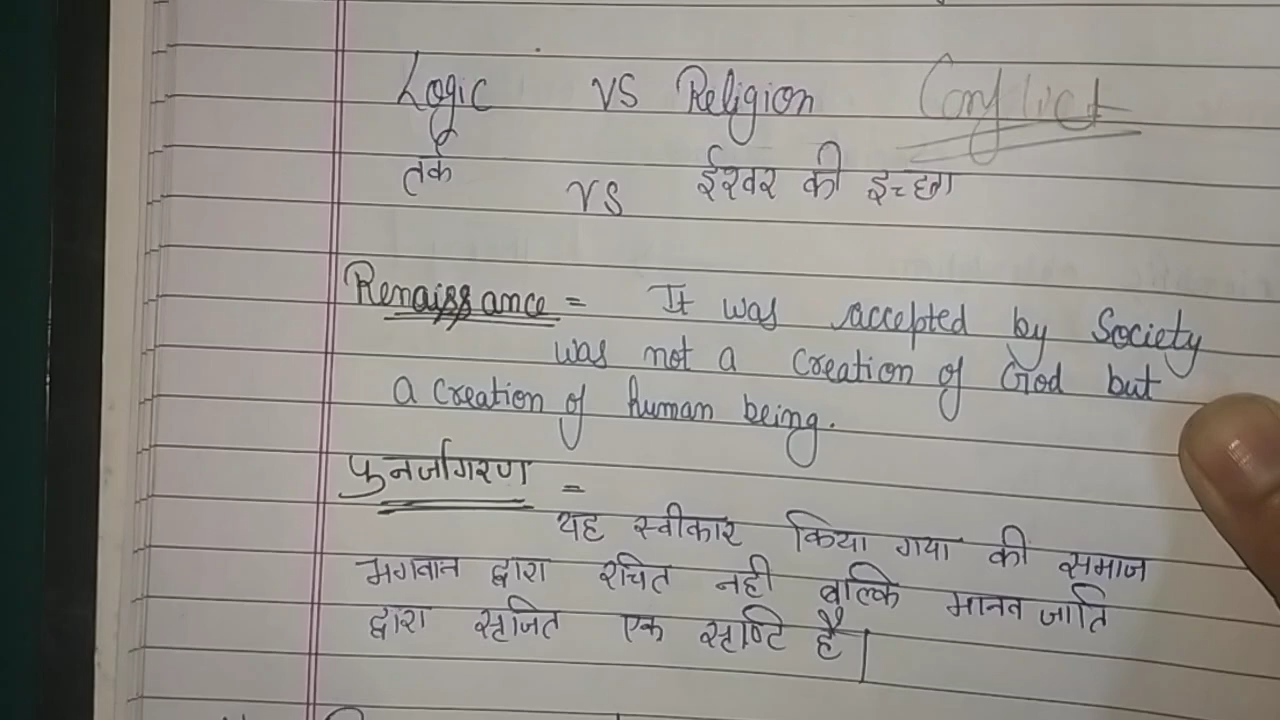 Logic vs Religion Conflict
तर्क vs ईश्वर की इच्छा
Renaissance = It was accepted by Society
was not a creation of God but
a creation of human being.
पुनर्जागरण =
यह स्वीकार किया गया की समाज
भगवान द्वारा रचित नही बल्कि मानव जाति
द्वारा सृजित एक सृष्टि है।